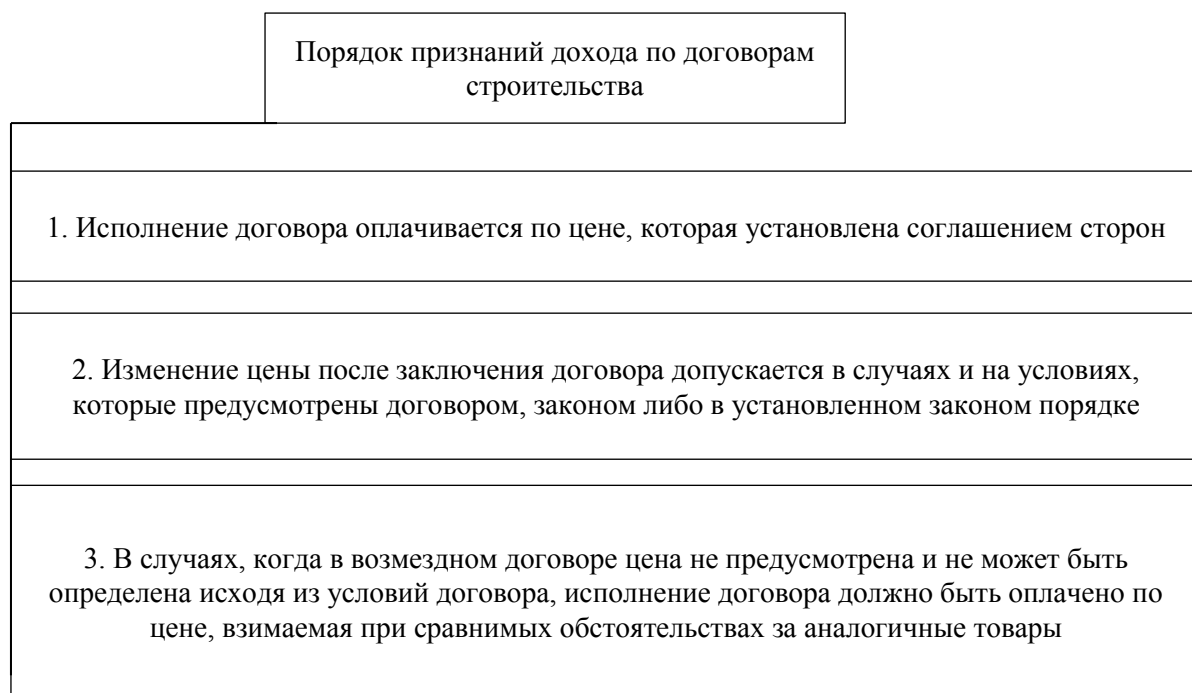 Порядок признаний дохода по договорам
строительства
1. Исполнение договора оплачивается по цене, которая установлена соглашением сторон
2. Изменение цены после заключения договора допускается в случаях и на условиях,
которые предусмотрены договором, законом либо в установленном законом порядке
3. В случаях, когда в возмездном договоре цена не предусмотрена и не может быть
определена исходя из условий договора, исполнение договора должно быть оплачено по
цене, взимаемая при сравнимых обстоятельствах за аналогичные товары